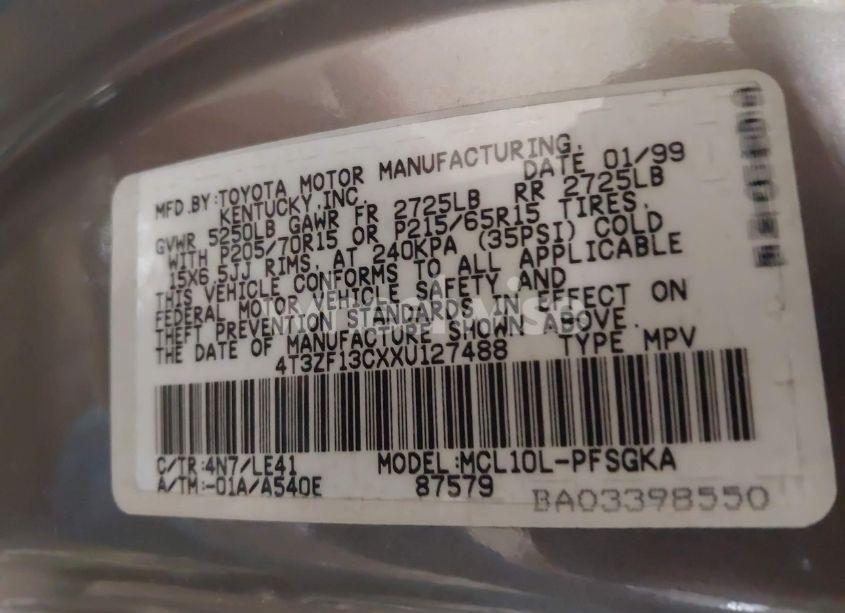 MFD.BY:TOYOTA MOTOR MANUFACTURING,
KENTUCKY,INC. DATE 01/99
GVWR 5250LB GAWR FR 2725LB RR 2725LB
WITH P205/70R15 OR P215/65R15 TIRES,
15X6.5JJ RIMS, AT 240KPA (35PSI) COLD
THIS VEHICLE CONFORMS TO ALL APPLICABLE
FEDERAL MOTOR VEHICLE SAFETY AND
THEFT PREVENTION STANDARDS IN EFFECT ON
THE DATE OF MANUFACTURE SHOWN ABOVE.
4T3ZF13CXXU127488 TYPE MPV
C/TR:4N7/LE41 MODEL:MCL10L-PFSGKA
A/TM:-01A/A540E 87579
BA03398550